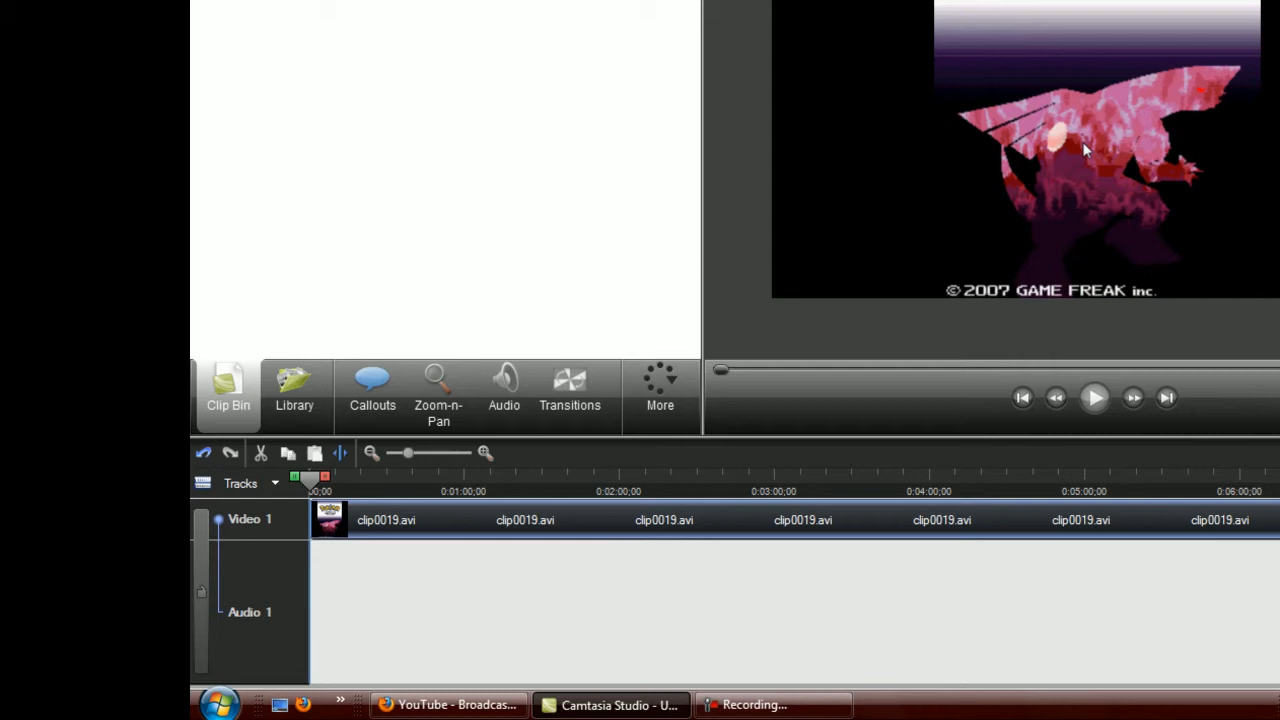 © 2007 GAME FREAK inc.
Clip Bin
Library
Callouts
Zoom-n-
Pan
Audio
Transitions
More
Tracks
00;00 0:01:00;00 0:02:00;00 0:03:00;00 0:04:00;00 0:05:00;00 0:06:00;00
Video 1
clip0019.avi clip0019.avi clip0019.avi clip0019.avi clip0019.avi clip0019.avi clip0019.avi
Audio 1
YouTube - Broadcas... Camtasia Studio - U... Recording...